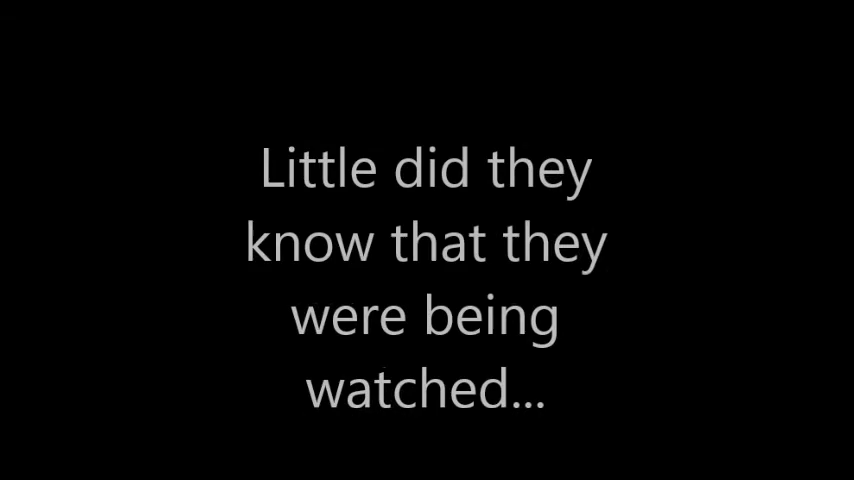 Little did they
know that they
were being
watched...